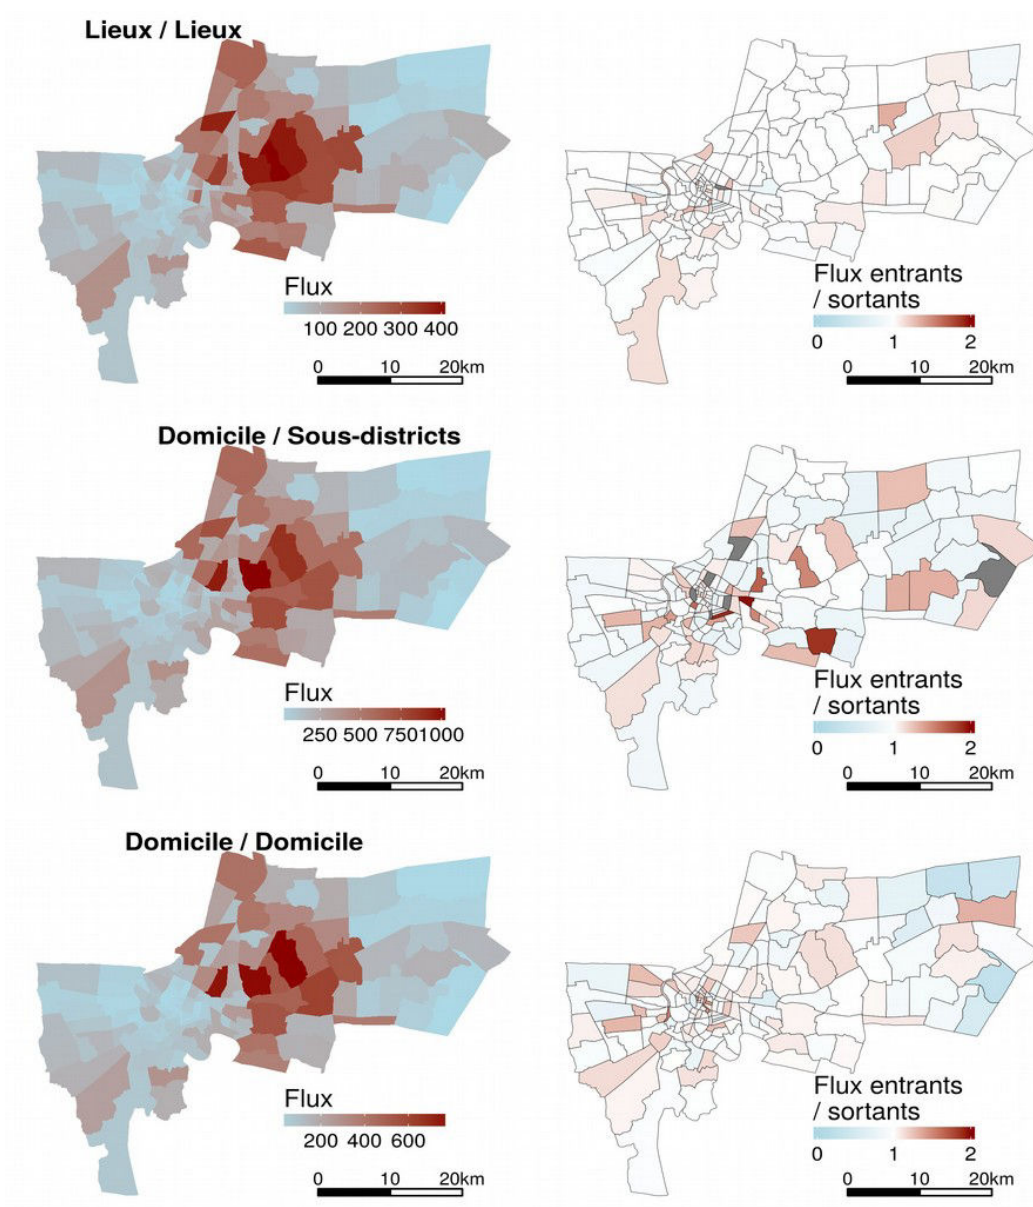 Lieux / Lieux
Flux
100 200 300 400
0 10 20km
Flux entrants
/ sortants
0 1 2
0 10 20km
Domicile / Sous-districts
Flux
250 500 7501000
0 10 20km
Flux entrants
/ sortants
0 1 2
0 10 20km
Domicile / Domicile
Flux
200 400 600
0 10 20km
Flux entrants
/ sortants
0 1 2
0 10 20km